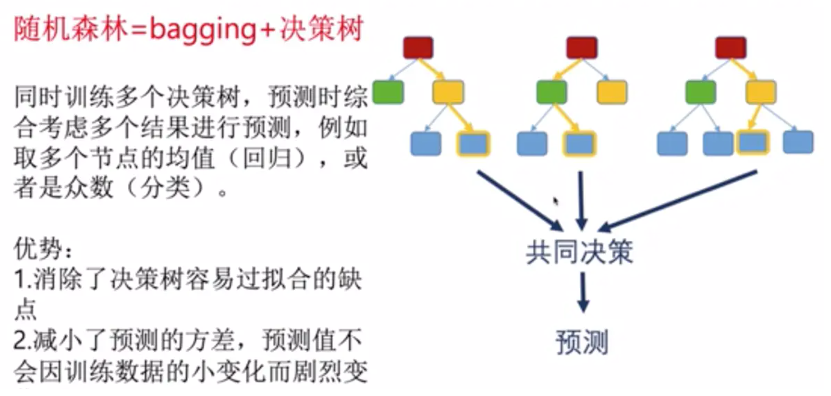 随机森林=bagging+决策树
同时训练多个决策树，预测时综
合考虑多个结果进行预测，例如
取多个节点的均值（回归），或
者是众数（分类）。
优势：
1.消除了决策树容易过拟合的缺
点
2.减小了预测的方差，预测值不
会因训练数据的小变化而剧烈变
共同决策
预测